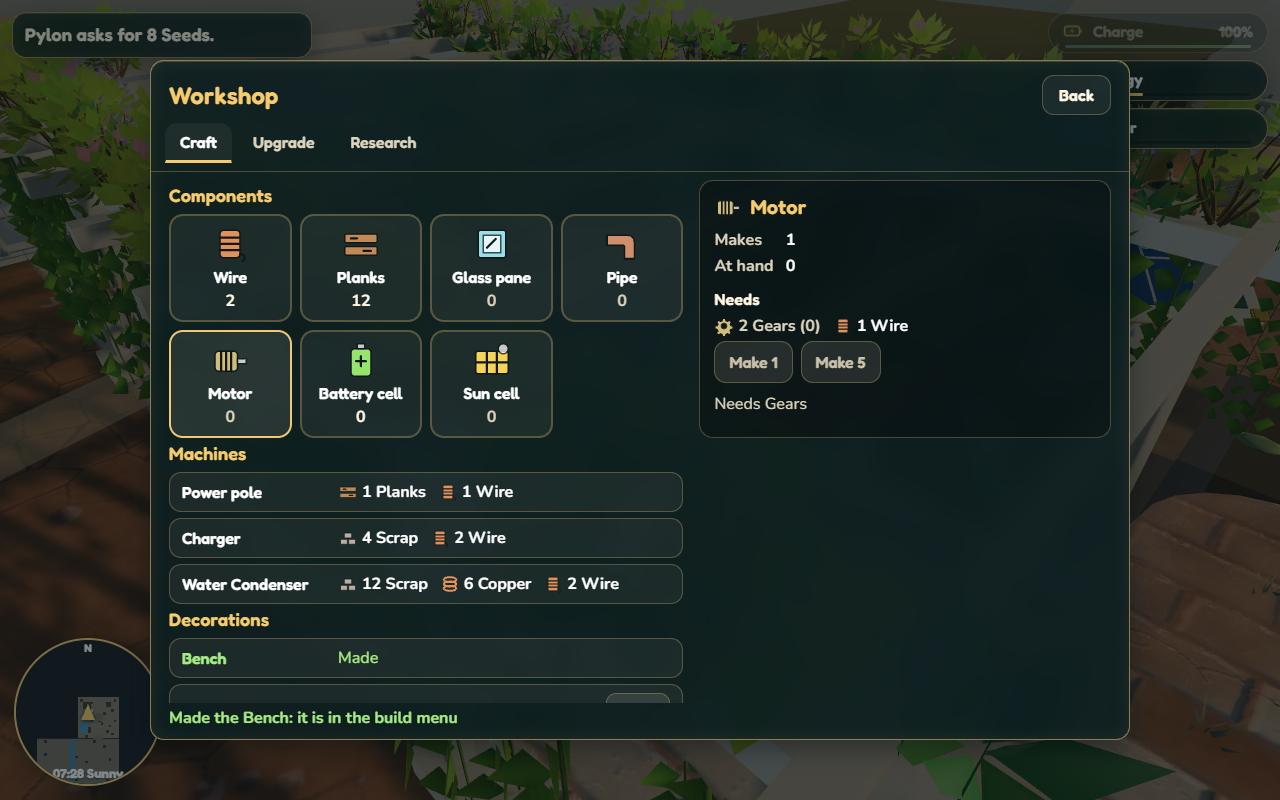 Pylon asks for 8 Seeds.
Charge 100%
Workshop
Back
gy
r
Craft Upgrade Research
Components
Wire Planks Glass pane Pipe
2 12 0 0
Motor Battery cell Sun cell
0 0 0
Motor
Makes 1
At hand 0
Needs
2 Gears (0) 1 Wire
Make 1 Make 5
Needs Gears
Machines
Power pole 1 Planks 1 Wire
Charger 4 Scrap 2 Wire
Water Condenser 12 Scrap 6 Copper 2 Wire
Decorations
Bench Made
Made the Bench: it is in the build menu
N
07:28 Sunny